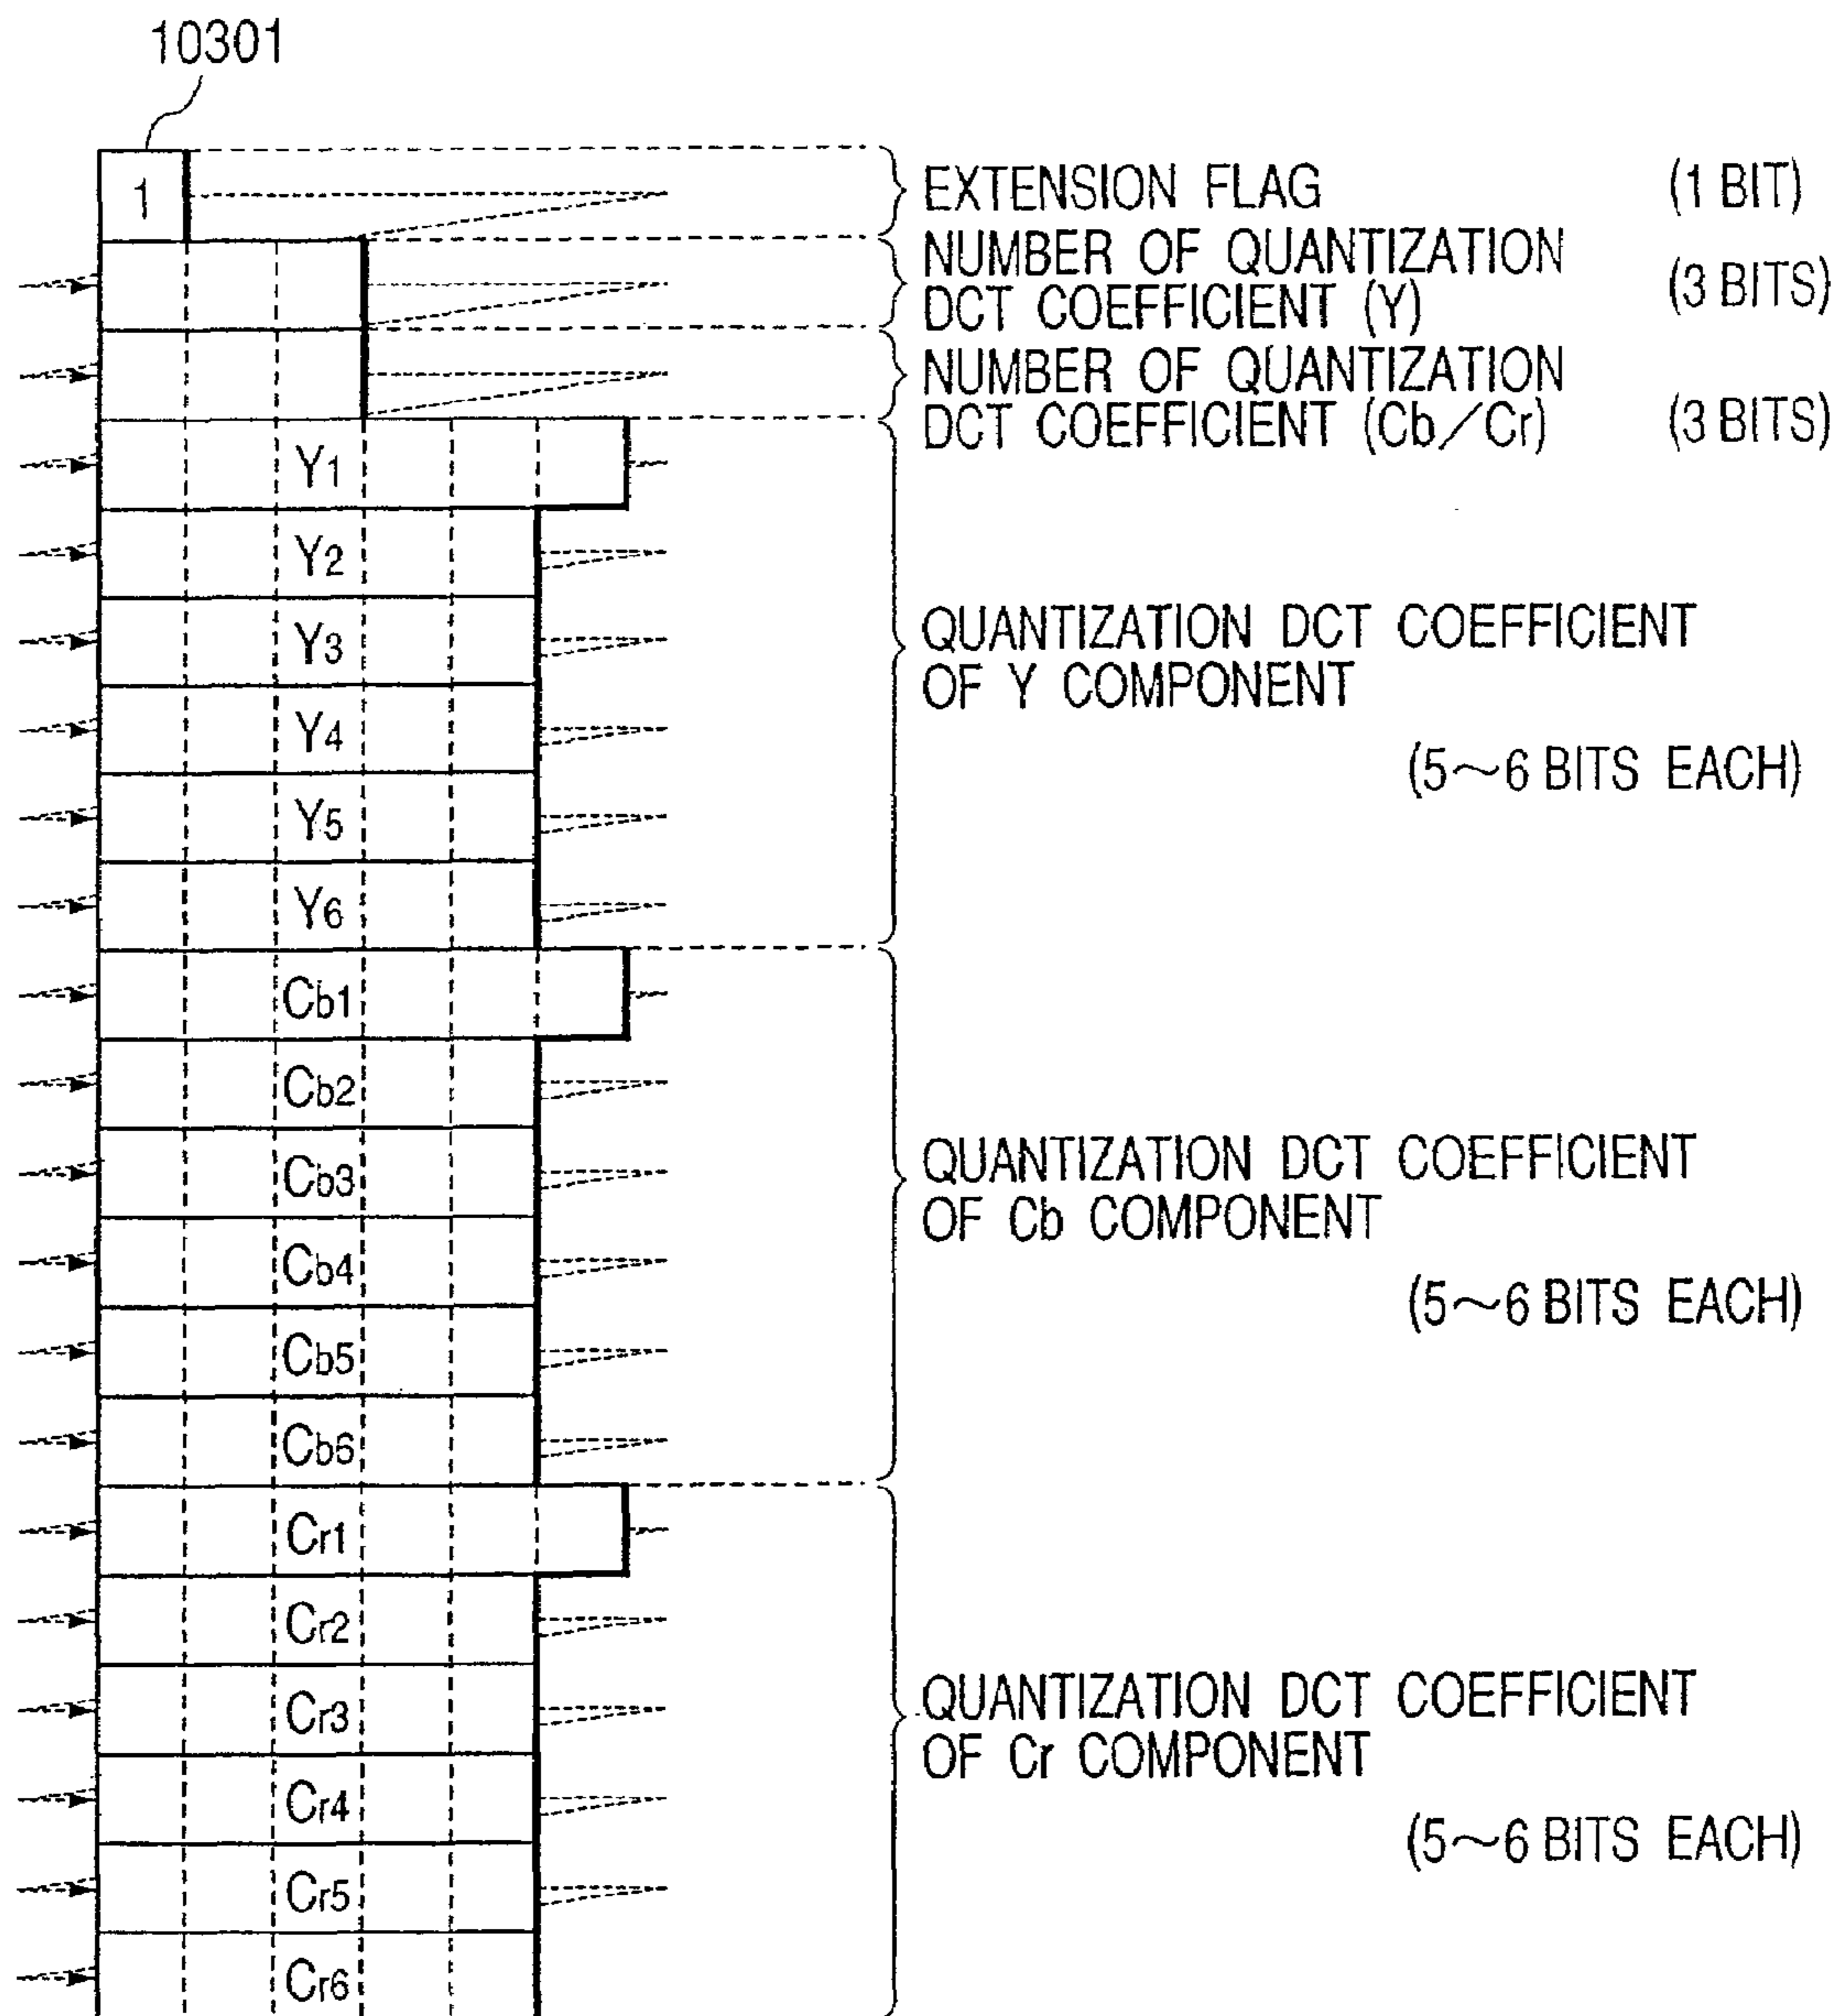 10301
1
EXTENSION FLAG (1 BIT)
NUMBER OF QUANTIZATION
DCT COEFFICIENT (Y) (3 BITS)
NUMBER OF QUANTIZATION
DCT COEFFICIENT (Cb/Cr) (3 BITS)
Y1
Y2
Y3
Y4
Y5
Y6
QUANTIZATION DCT COEFFICIENT
OF Y COMPONENT
(5~6 BITS EACH)
Cb1
Cb2
Cb3
Cb4
Cb5
Cb6
QUANTIZATION DCT COEFFICIENT
OF Cb COMPONENT
(5~6 BITS EACH)
Cr1
Cr2
Cr3
Cr4
Cr5
Cr6
QUANTIZATION DCT COEFFICIENT
OF Cr COMPONENT
(5~6 BITS EACH)